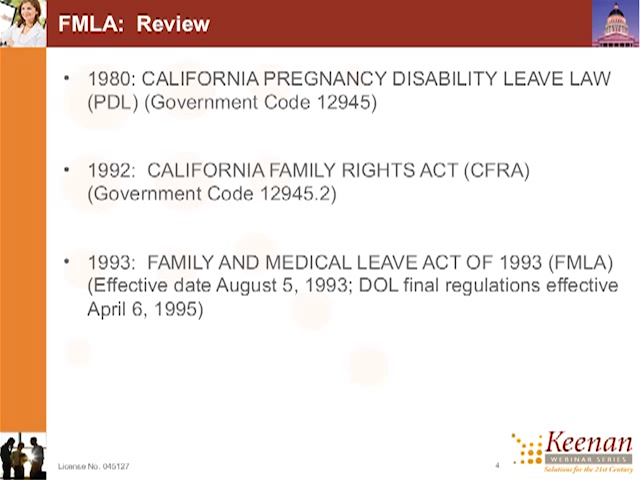 FMLA:  Review
• 1980: CALIFORNIA PREGNANCY DISABILITY LEAVE LAW
(PDL) (Government Code 12945)
• 1992:  CALIFORNIA FAMILY RIGHTS ACT (CFRA)
(Government Code 12945.2)
• 1993:  FAMILY AND MEDICAL LEAVE ACT OF 1993 (FMLA)
(Effective date August 5, 1993; DOL final regulations effective
April 6, 1995)
License No. 045127
4
Keenan
WEBINAR SERIES
Solutions for the 21st Century